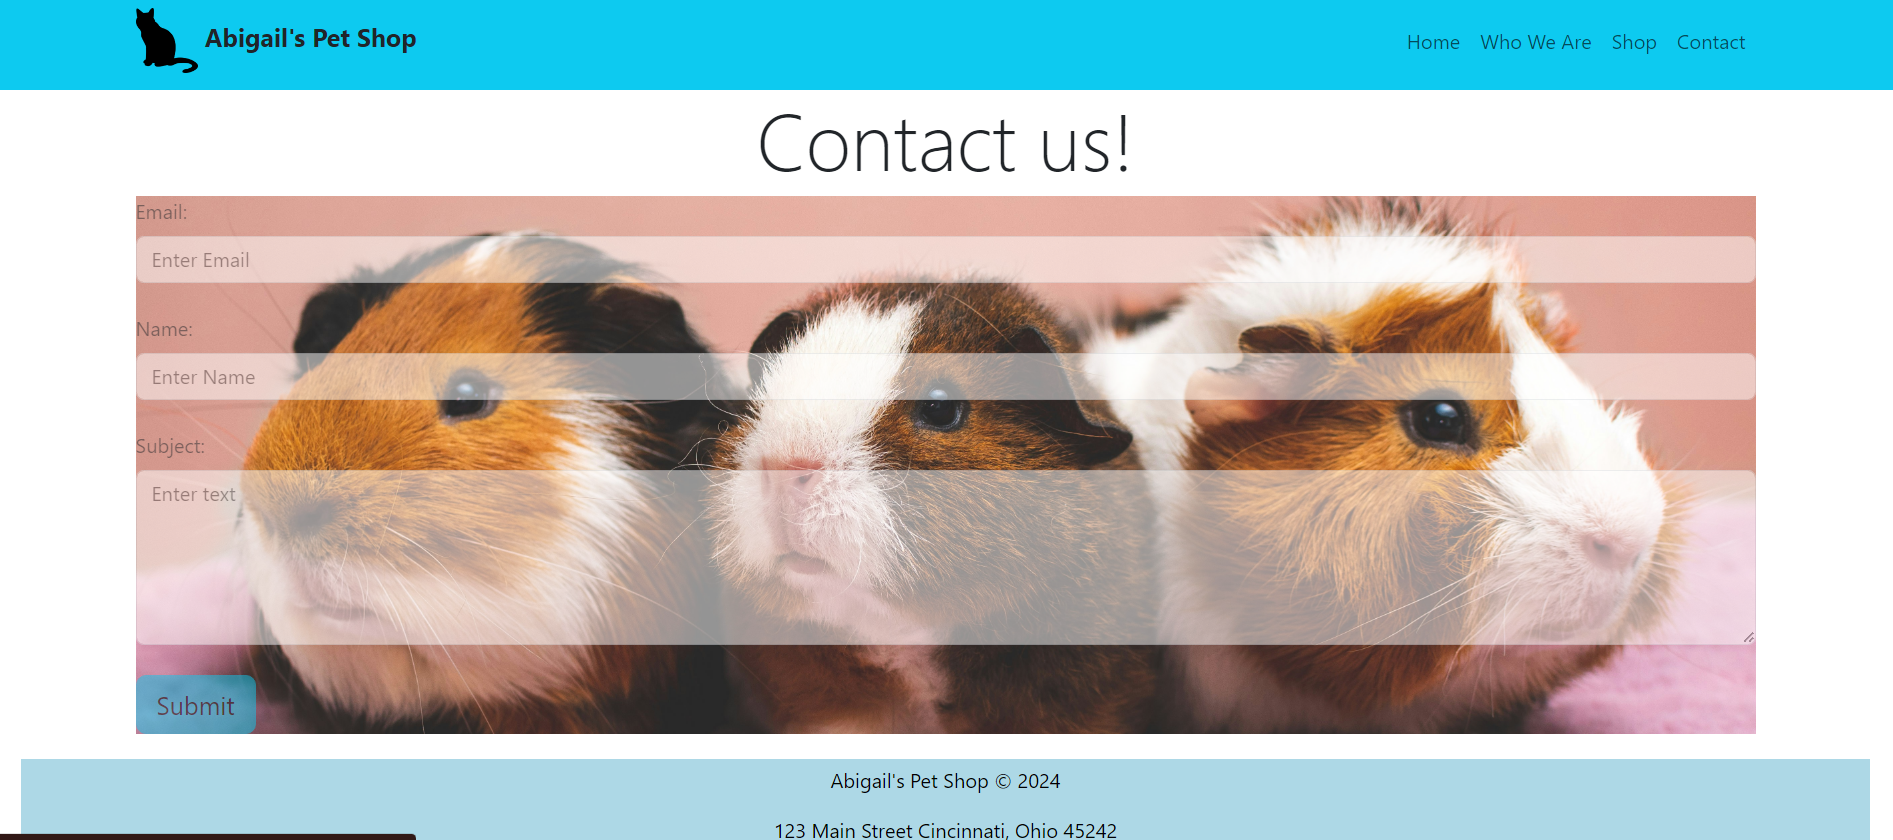 Abigail's Pet Shop
Home Who We Are Shop Contact
Contact us!
Email:
Enter Email
Name:
Enter Name
Subject:
Enter text
Submit
Abigail's Pet Shop © 2024
123 Main Street Cincinnati, Ohio 45242